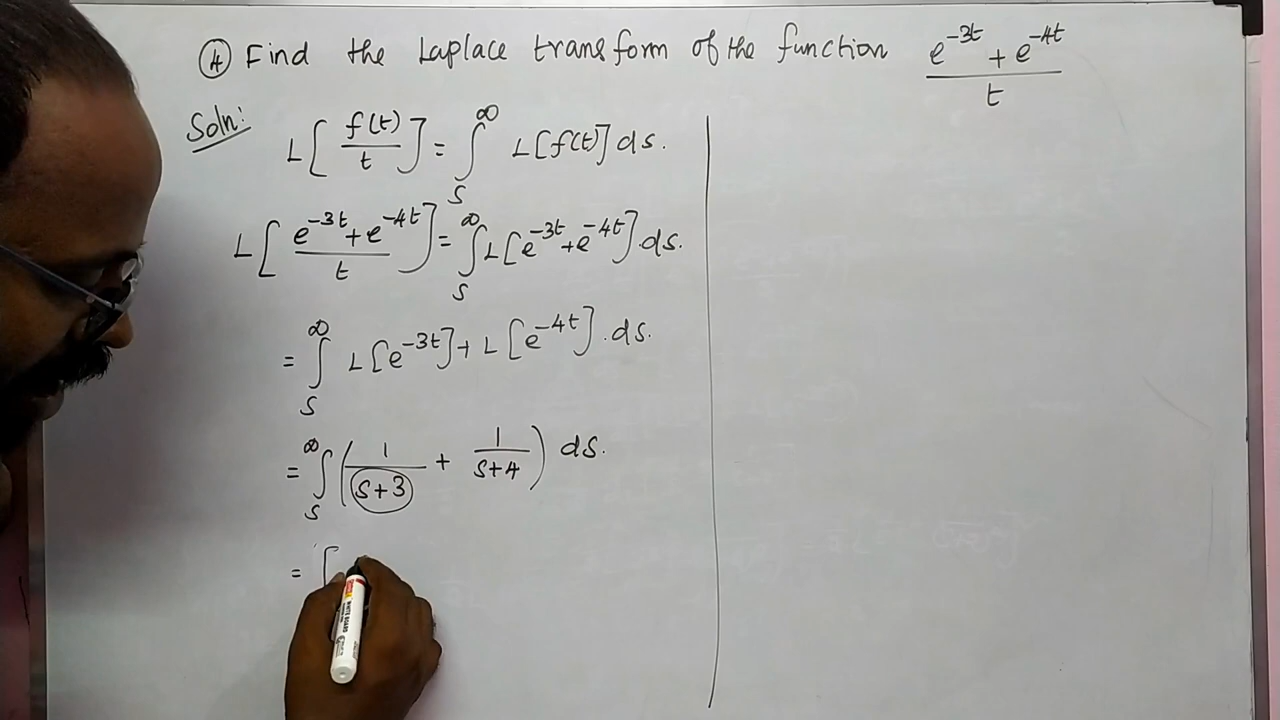 ④ Find the Laplace transform of the function (e^{-3t} + e^{-4t})/t
Soln:
L[f(t)/t] = ∫_s^∞ L[f(t)] ds.
L[(e^{-3t} + e^{-4t})/t] = ∫_s^∞ L[e^{-3t} + e^{-4t}] ds.
= ∫_s^∞ L[e^{-3t}] + L[e^{-4t}] . ds.
= ∫_s^∞ (1/(s+3) + 1/(s+4)) ds.
= [